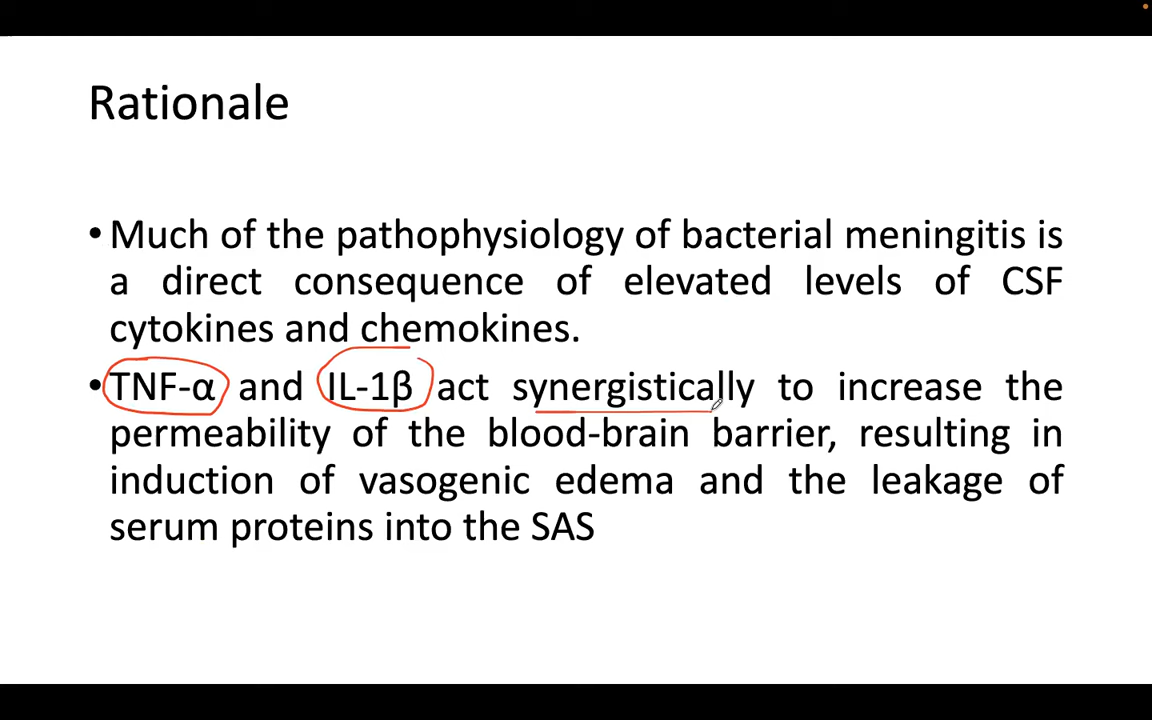 Rationale
• Much of the pathophysiology of bacterial meningitis is
a direct consequence of elevated levels of CSF
cytokines and chemokines.
• TNF-α and IL-1β act synergistically to increase the
permeability of the blood-brain barrier, resulting in
induction of vasogenic edema and the leakage of
serum proteins into the SAS